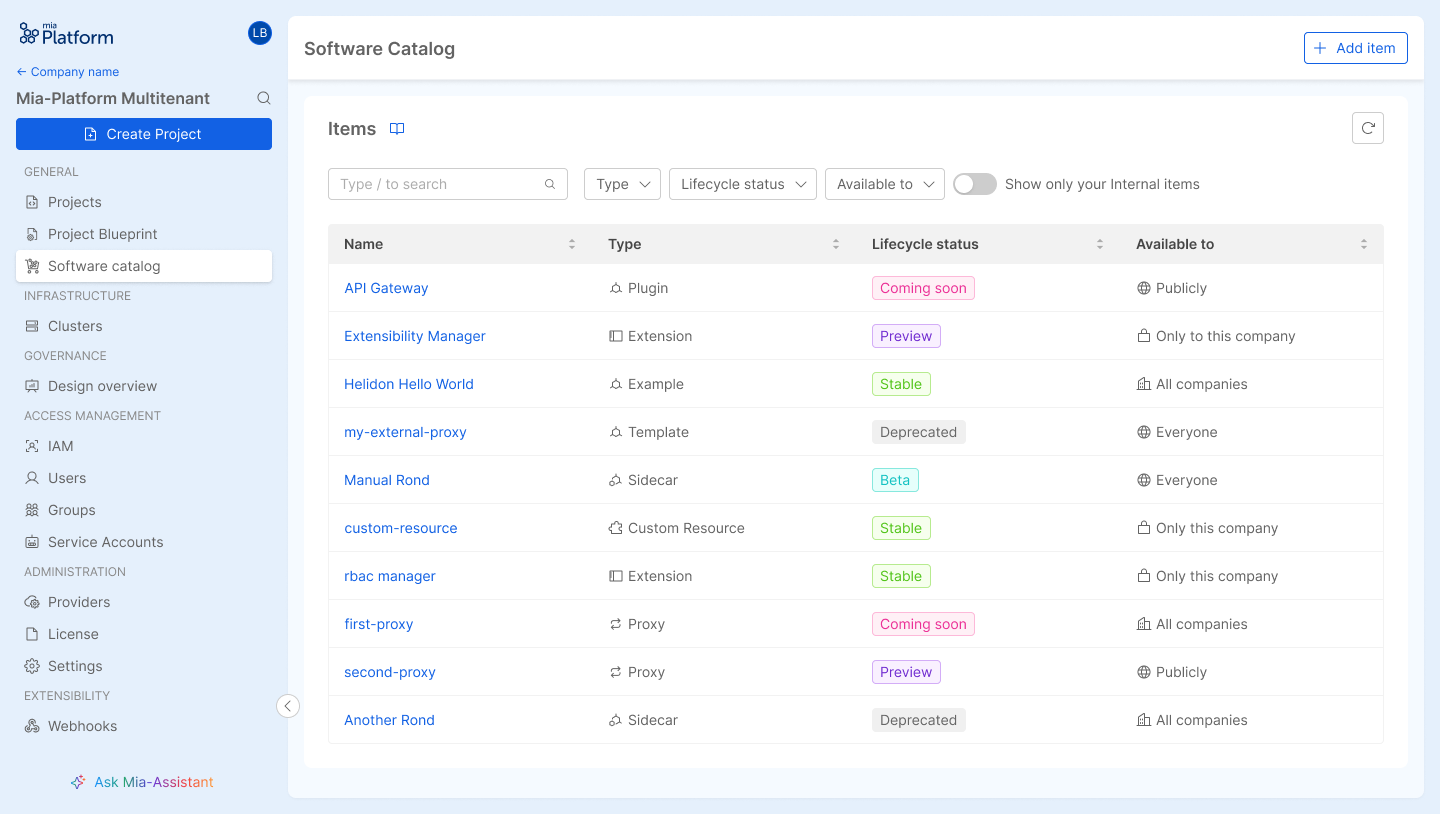 mia
Platform
LB
Company name
Mia-Platform Multitenant
Create Project
GENERAL
Projects
Project Blueprint
Software catalog
INFRASTRUCTURE
Clusters
GOVERNANCE
Design overview
ACCESS MANAGEMENT
IAM
Users
Groups
Service Accounts
ADMINISTRATION
Providers
License
Settings
EXTENSIBILITY
Webhooks
Ask Mia-Assistant
Software Catalog
Add item
Items
Type / to search
Type
Lifecycle status
Available to
Show only your Internal items
Name Type Lifecycle status Available to
API Gateway Plugin Coming soon Publicly
Extensibility Manager Extension Preview Only to this company
Helidon Hello World Example Stable All companies
my-external-proxy Template Deprecated Everyone
Manual Rond Sidecar Beta Everyone
custom-resource Custom Resource Stable Only this company
rbac manager Extension Stable Only this company
first-proxy Proxy Coming soon All companies
second-proxy Proxy Preview Publicly
Another Rond Sidecar Deprecated All companies